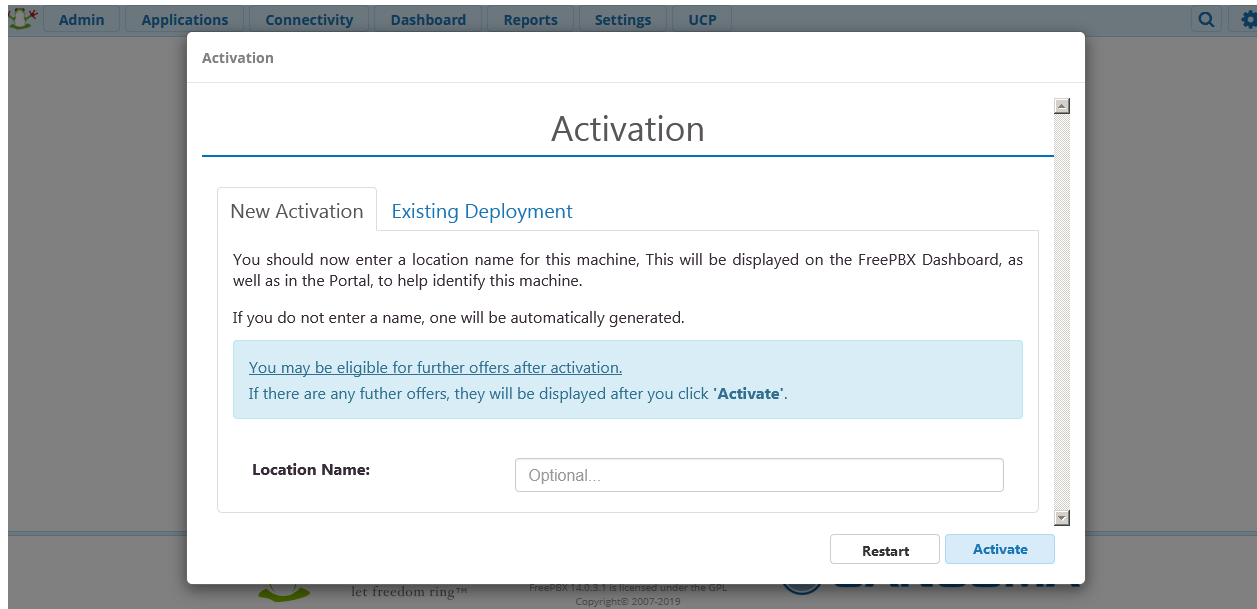 Admin Applications Connectivity Dashboard Reports Settings UCP
Activation
Activation
New Activation Existing Deployment
You should now enter a location name for this machine, This will be displayed on the FreePBX Dashboard, as
well as in the Portal, to help identify this machine.
If you do not enter a name, one will be automatically generated.
You may be eligible for further offers after activation.
If there are any futher offers, they will be displayed after you click 'Activate'.
Location Name: Optional...
Restart Activate
let freedom ring™ FreePBX 14.0.3.1 is licensed under the GPL
Copyright© 2007-2019